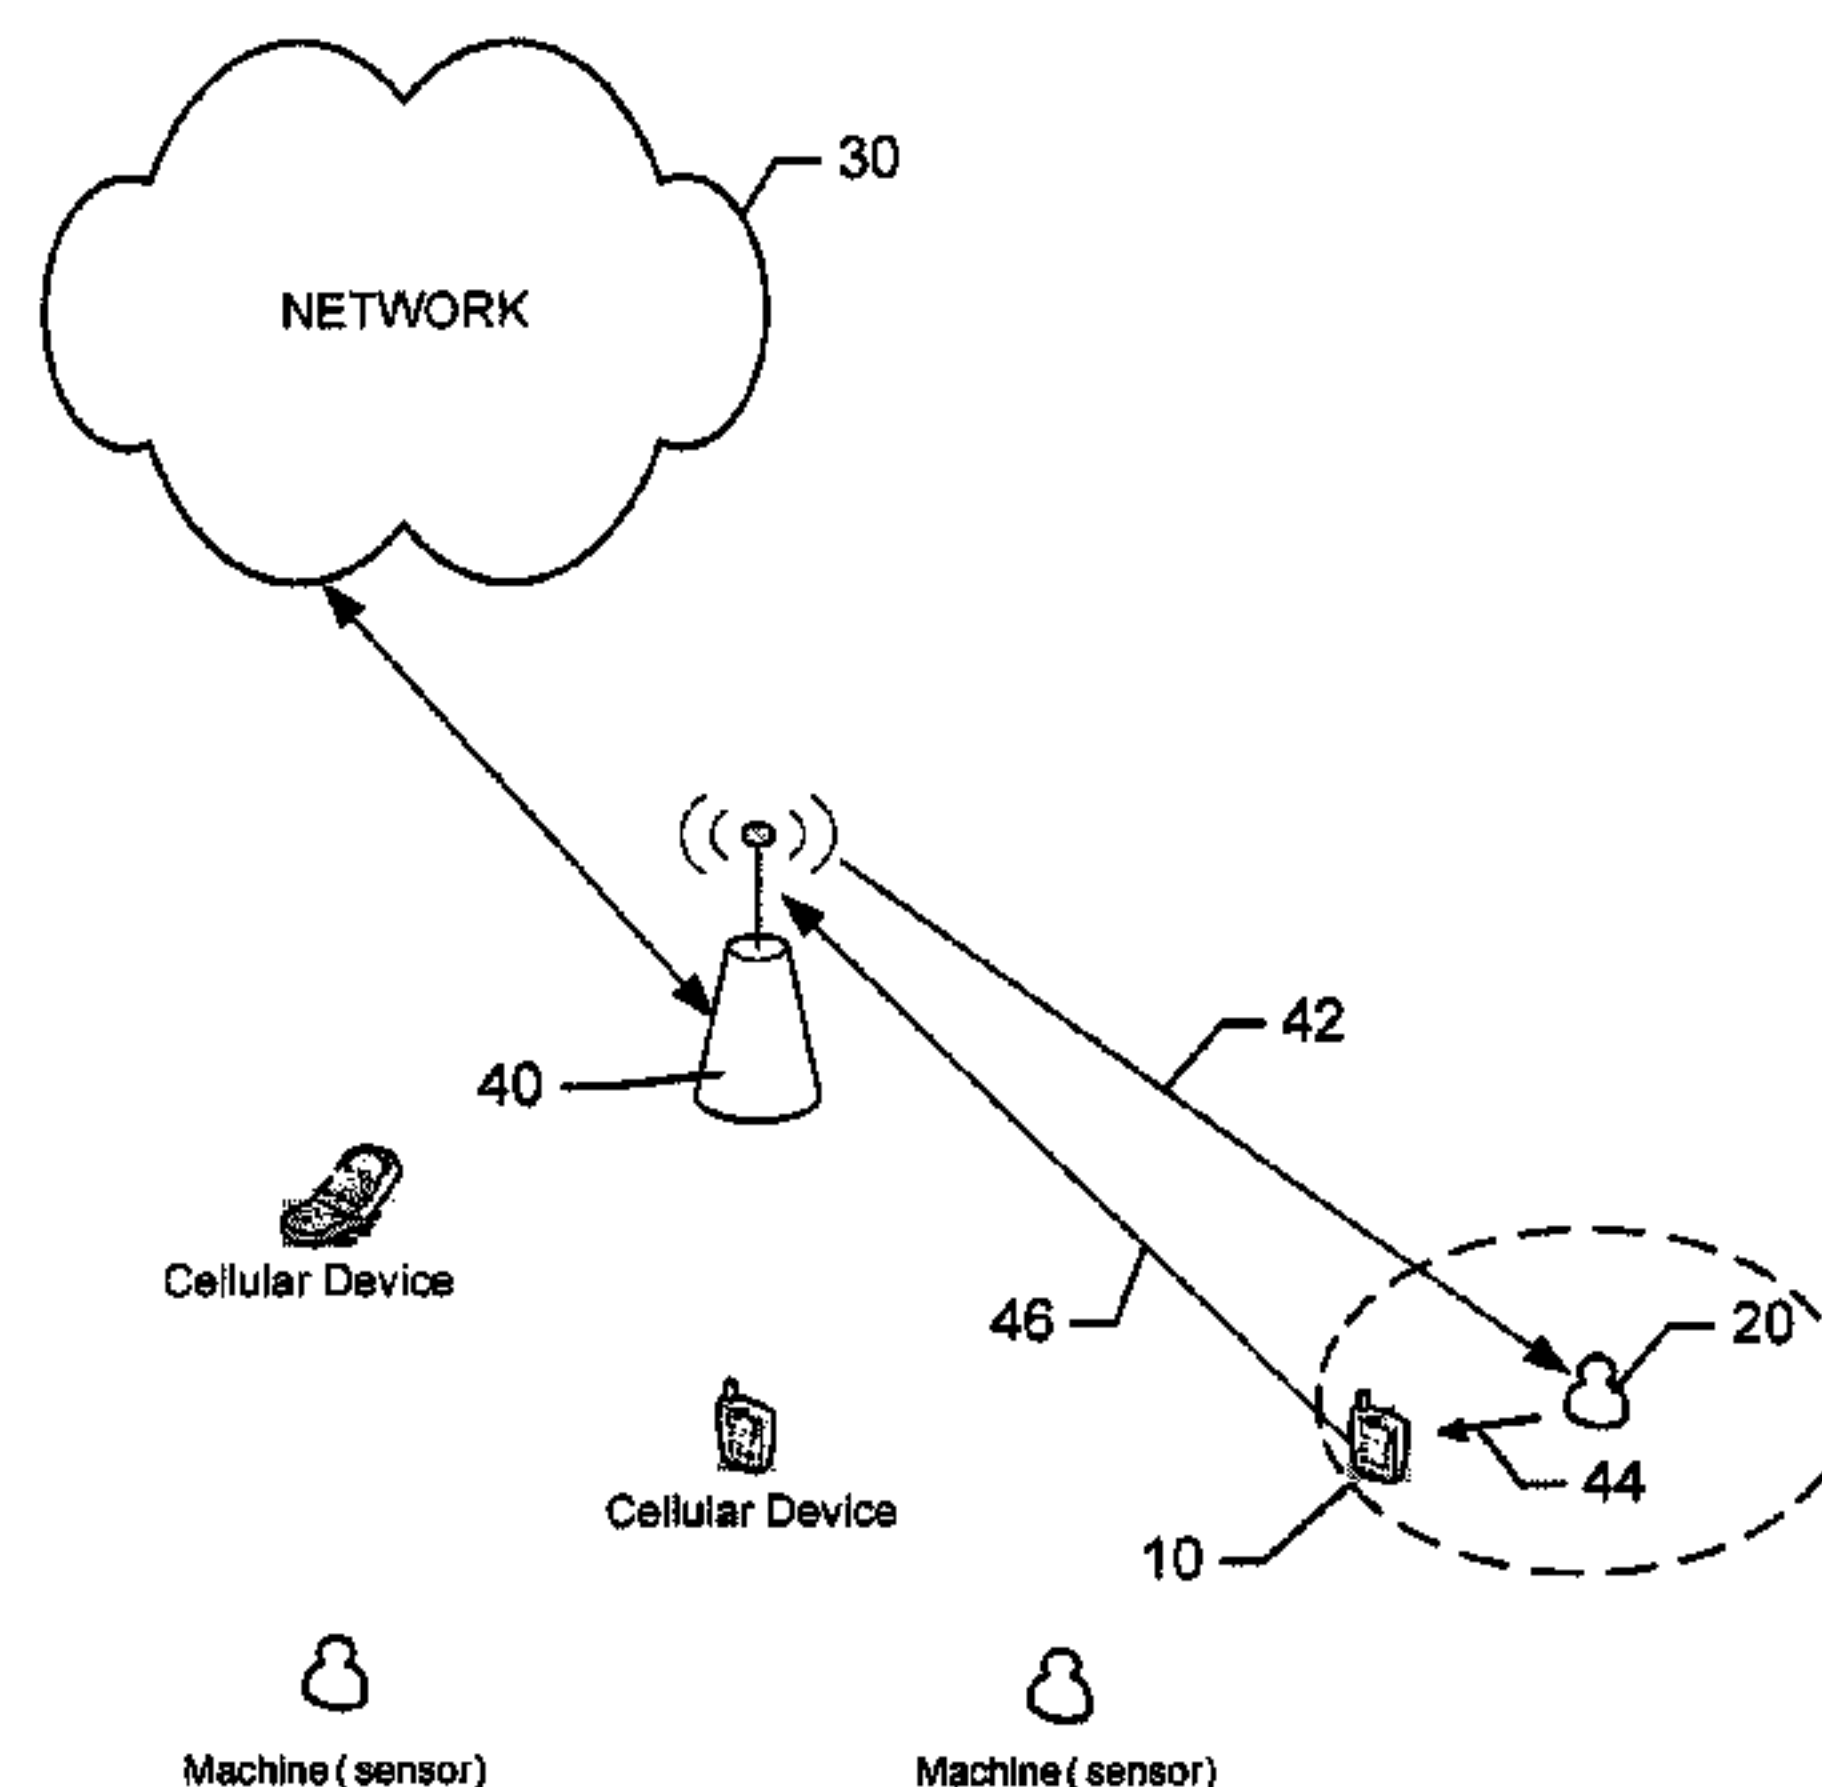 30
NETWORK
42
40
Cellular Device
46
20
44
Cellular Device
10
Machine ( sensor)
Machine ( sensor)